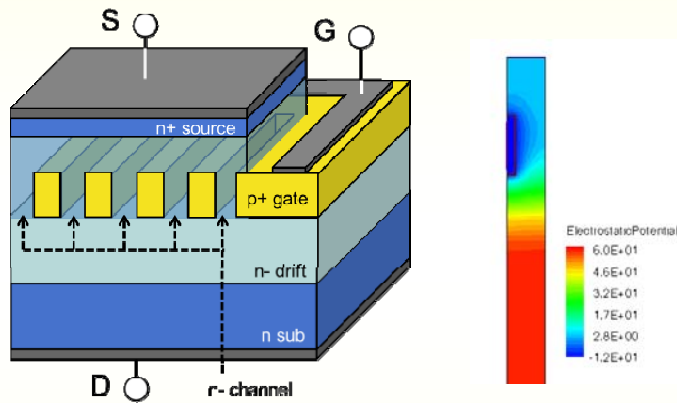 S
G
n+ source
p+ gate
n- drift
n sub
D
n- channel
ElectrostaticPotential
6.0E+01
4.6E+01
3.2E+01
1.7E+01
2.8E+00
-1.2E+01